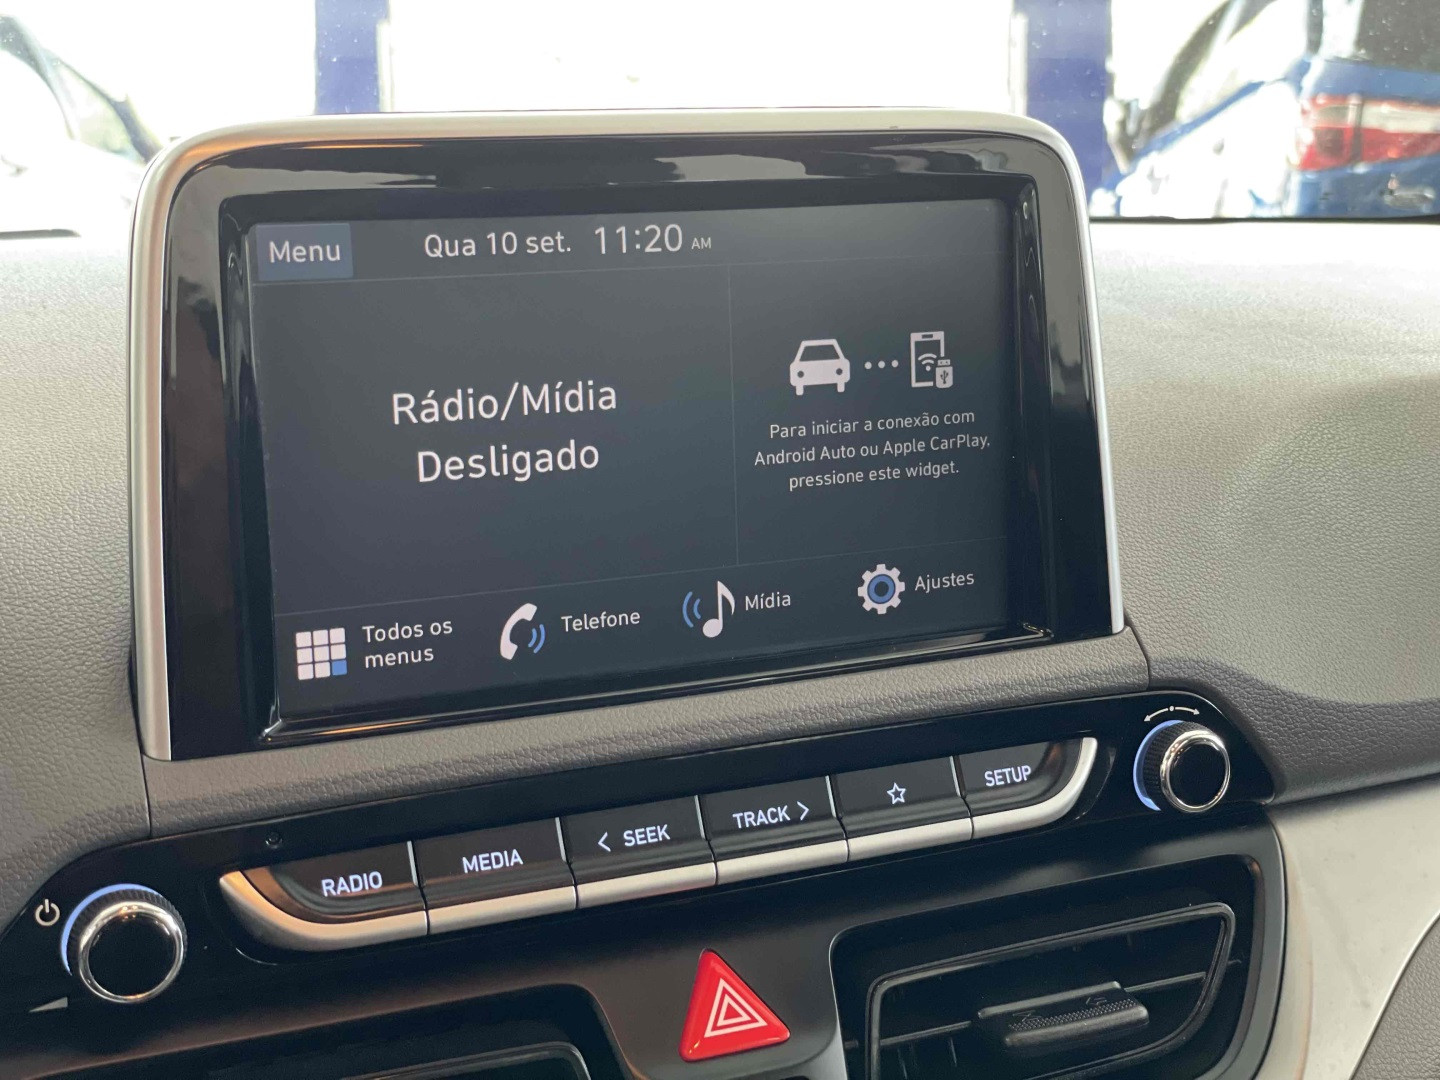 Menu
Qua 10 set. 11:20 AM
Rádio/Mídia
Desligado
Para iniciar a conexão com
Android Auto ou Apple CarPlay,
pressione este widget.
Todos os
menus
Telefone
Mídia
Ajustes
RADIO
MEDIA
< SEEK
TRACK >
SETUP